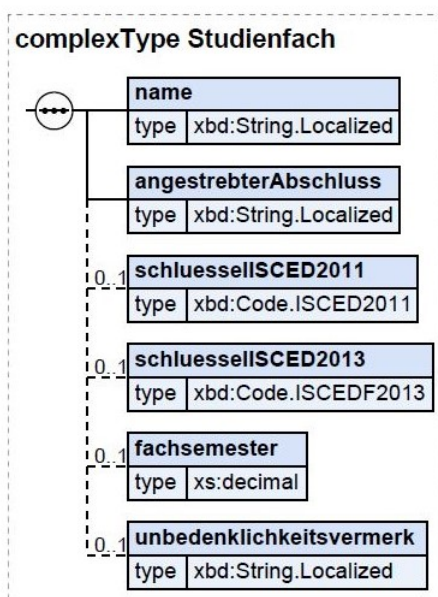 complexType Studienfach
name
type xbd:String.Localized
angestrebterAbschluss
type xbd:String.Localized
0..1 schluesselISCED2011
type xbd:Code.ISCED2011
0..1 schluesselISCED2013
type xbd:Code.ISCEDF2013
0..1 fachsemester
type xs:decimal
0..1 unbedenklichkeitsvermerk
type xbd:String.Localized